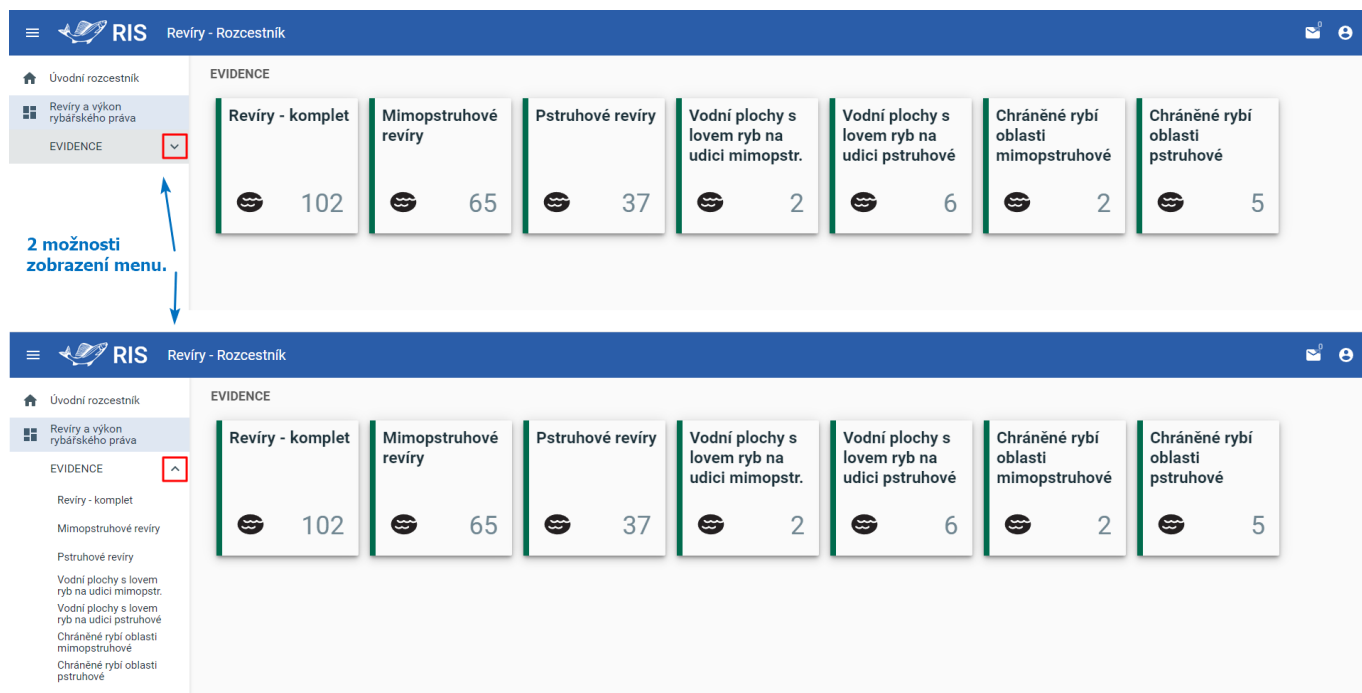 RIS Revíry - Rozcestník 0
Úvodní rozcestník
Revíry a výkon
rybářského práva
EVIDENCE
2 možnosti
zobrazení menu.
EVIDENCE
Revíry - komplet
102
Mimopstruhové
revíry
65
Pstruhové revíry
37
Vodní plochy s
lovem ryb na
udici mimopstr.
2
Vodní plochy s
lovem ryb na
udici pstruhové
6
Chráněné rybí
oblasti
mimopstruhové
2
Chráněné rybí
oblasti
pstruhové
5
RIS Revíry - Rozcestník 0
Úvodní rozcestník
Revíry a výkon
rybářského práva
EVIDENCE
Revíry - komplet
Mimopstruhové revíry
Pstruhové revíry
Vodní plochy s lovem
ryb na udici mimopstr.
Vodní plochy s lovem
ryb na udici pstruhové
Chráněné rybí oblasti
mimopstruhové
Chráněné rybí oblasti
pstruhové
EVIDENCE
Revíry - komplet
102
Mimopstruhové
revíry
65
Pstruhové revíry
37
Vodní plochy s
lovem ryb na
udici mimopstr.
2
Vodní plochy s
lovem ryb na
udici pstruhové
6
Chráněné rybí
oblasti
mimopstruhové
2
Chráněné rybí
oblasti
pstruhové
5